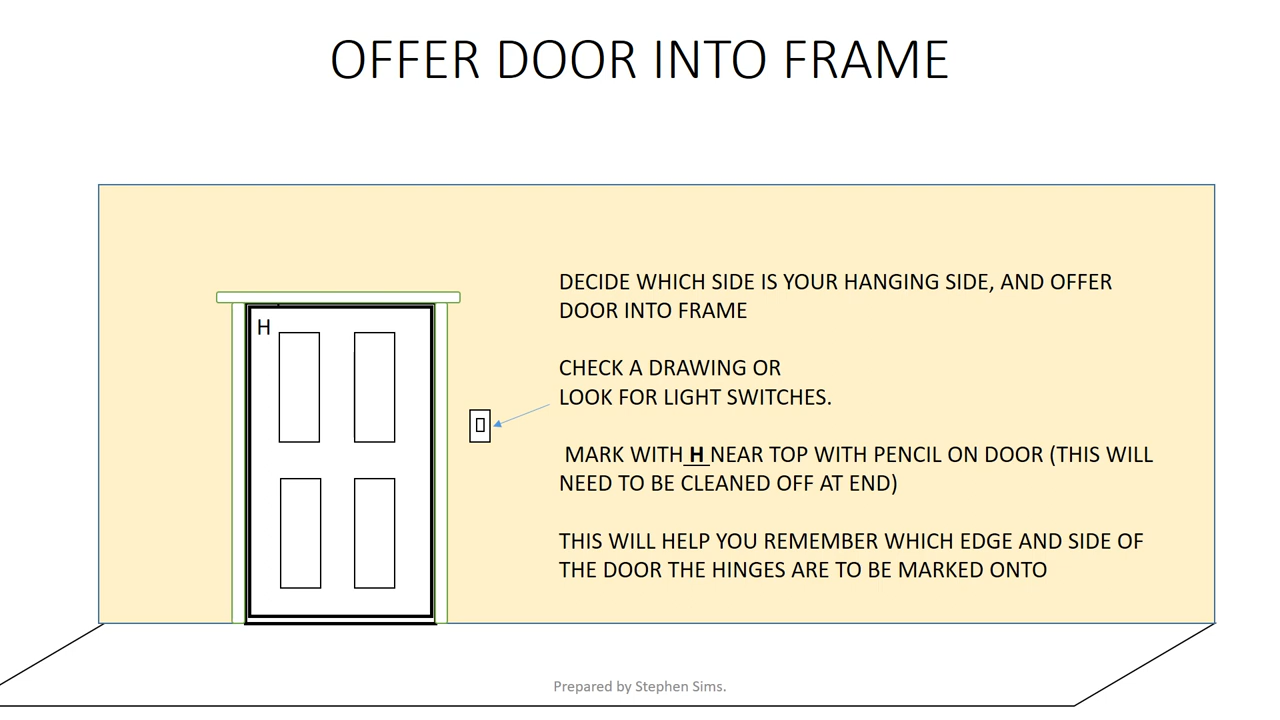 OFFER DOOR INTO FRAME
DECIDE WHICH SIDE IS YOUR HANGING SIDE, AND OFFER
DOOR INTO FRAME
CHECK A DRAWING OR
LOOK FOR LIGHT SWITCHES.
MARK WITH H NEAR TOP WITH PENCIL ON DOOR (THIS WILL
NEED TO BE CLEANED OFF AT END)
THIS WILL HELP YOU REMEMBER WHICH EDGE AND SIDE OF
THE DOOR THE HINGES ARE TO BE MARKED ONTO
H
Prepared by Stephen Sims.